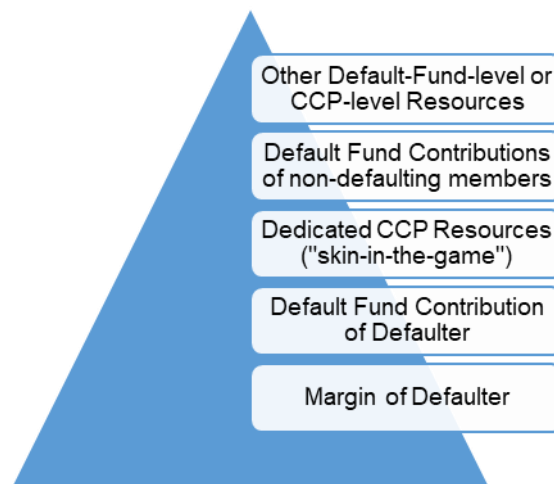 Other Default-Fund-level or
CCP-level Resources
Default Fund Contributions
of non-defaulting members
Dedicated CCP Resources
("skin-in-the-game")
Default Fund Contribution
of Defaulter
Margin of Defaulter